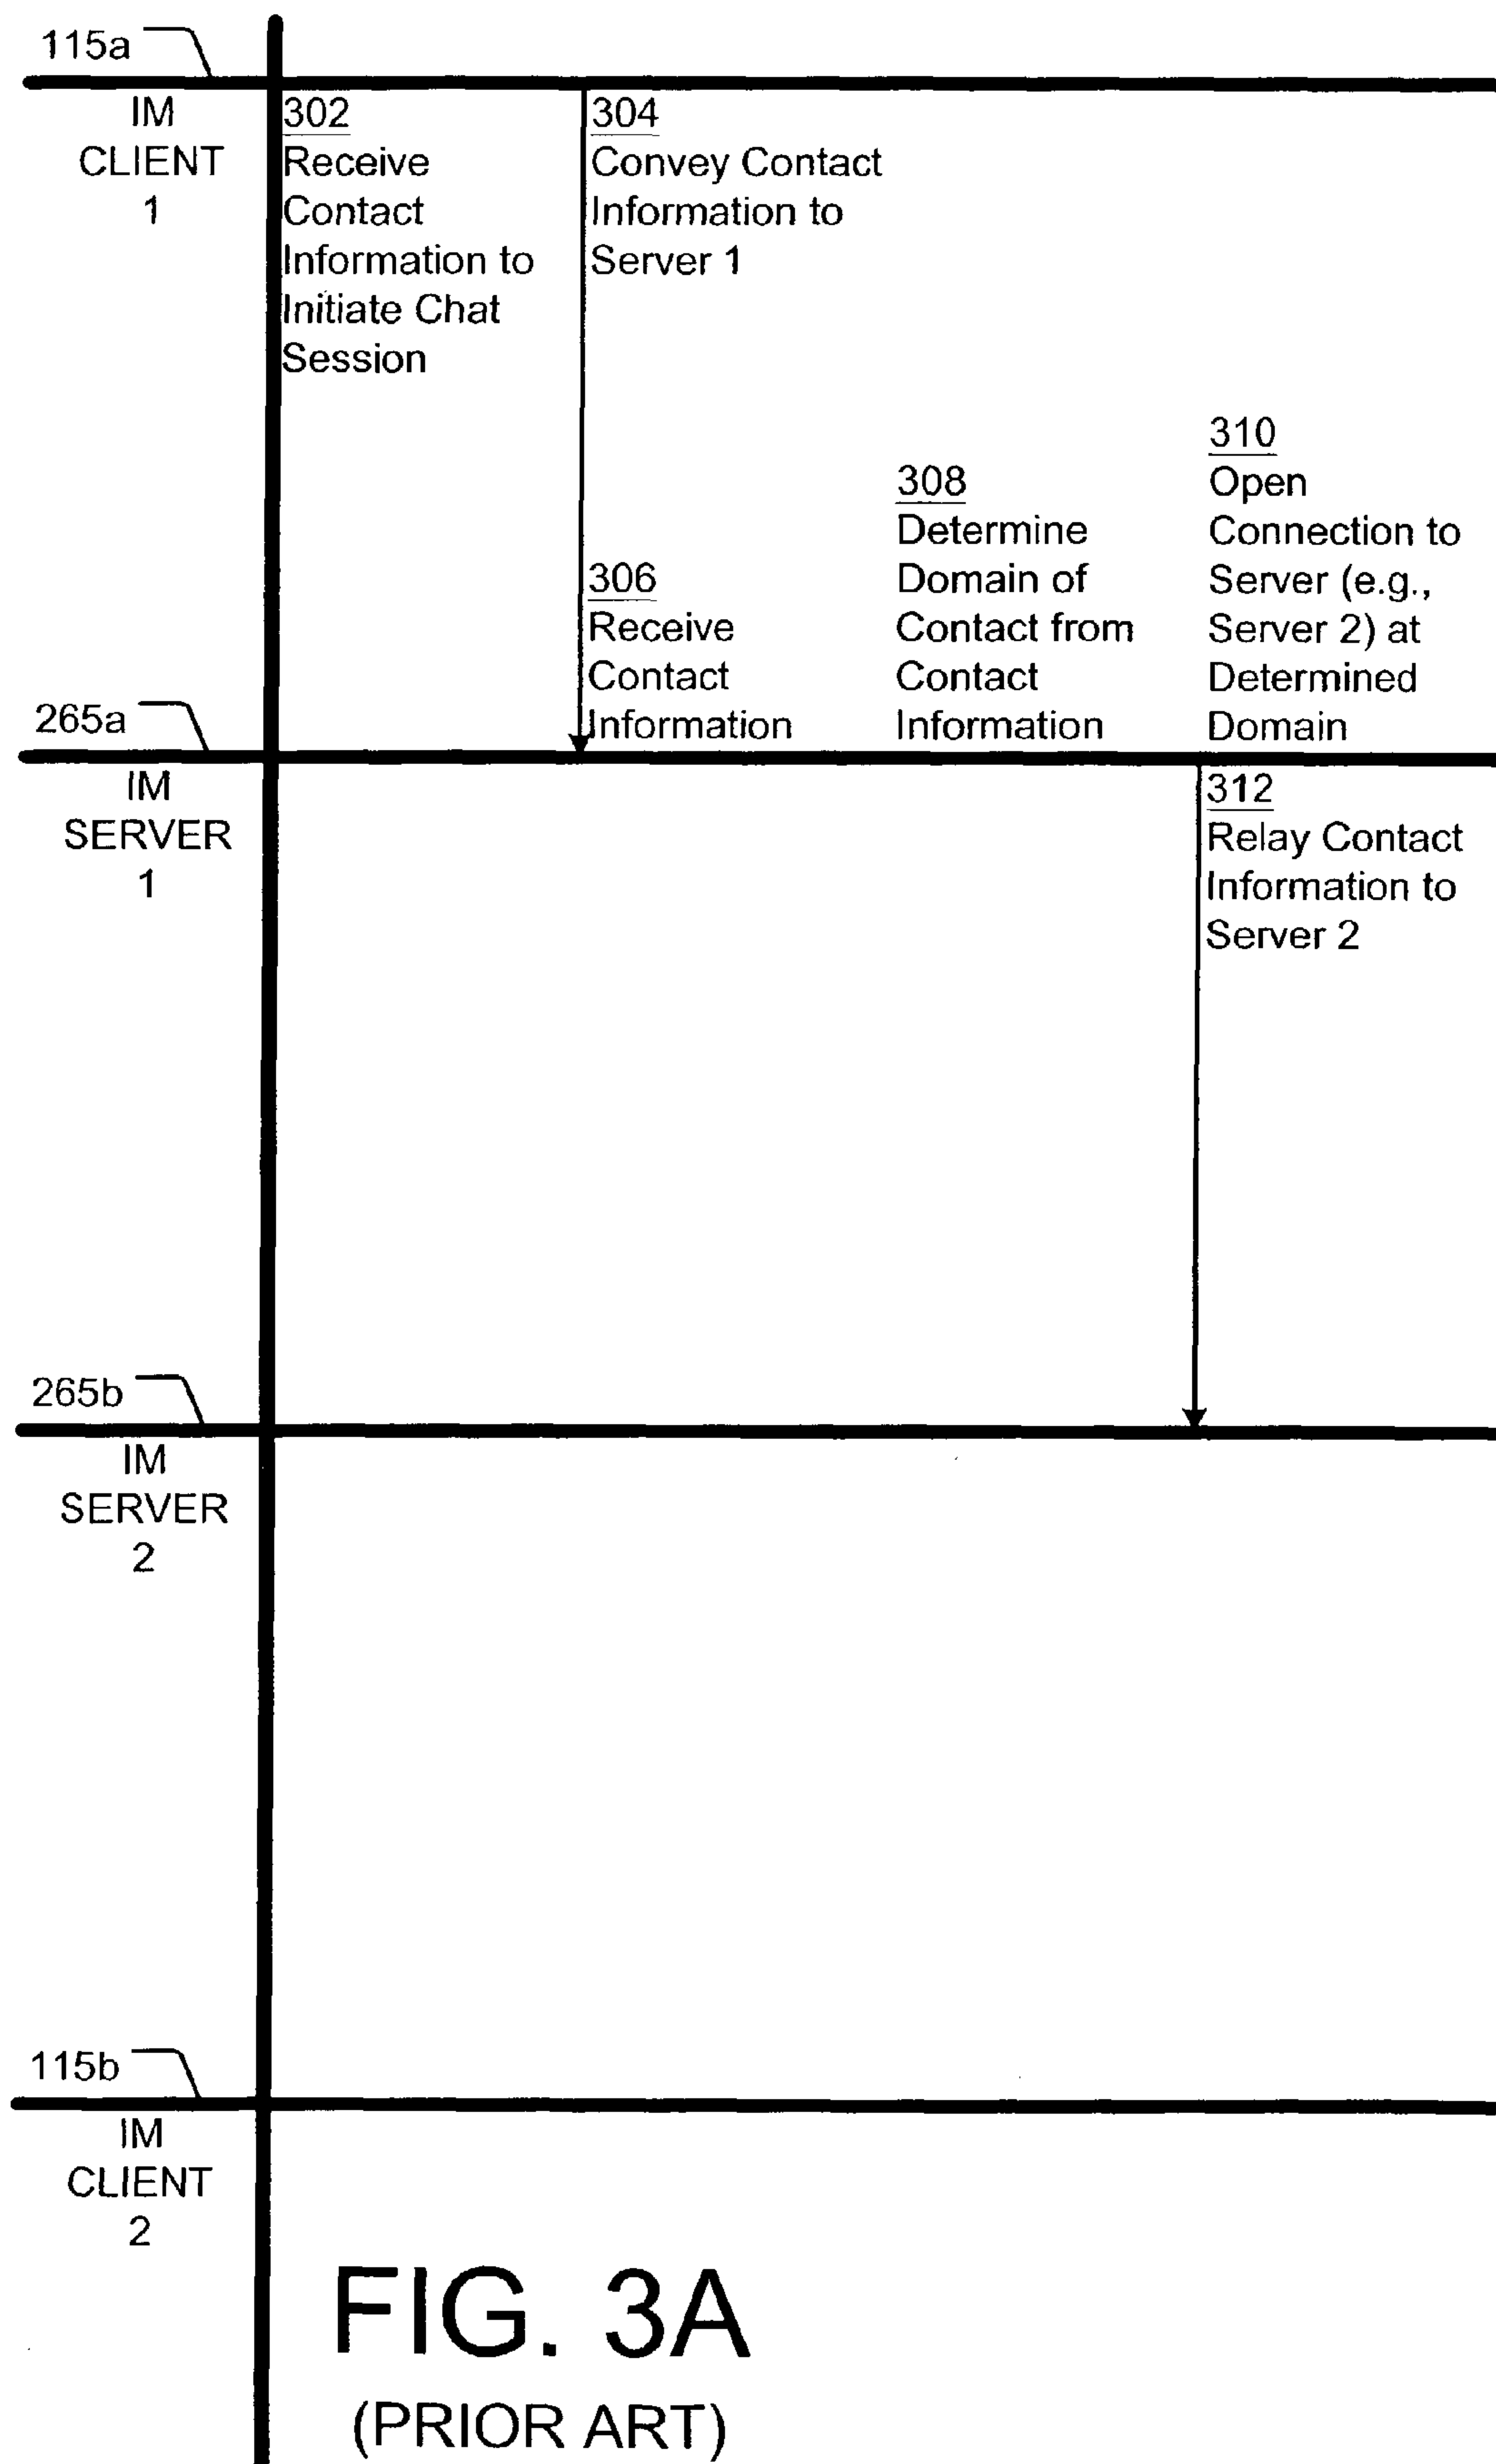 115a
IM
CLIENT
1
302
Receive
Contact
Information to
Initiate Chat
Session
304
Convey Contact
Information to
Server 1
306
Receive
Contact
Information
308
Determine
Domain of
Contact from
Contact
Information
310
Open
Connection to
Server (e.g.,
Server 2) at
Determined
Domain
265a
IM
SERVER
1
312
Relay Contact
Information to
Server 2
265b
IM
SERVER
2
115b
IM
CLIENT
2
FIG. 3A
(PRIOR ART)